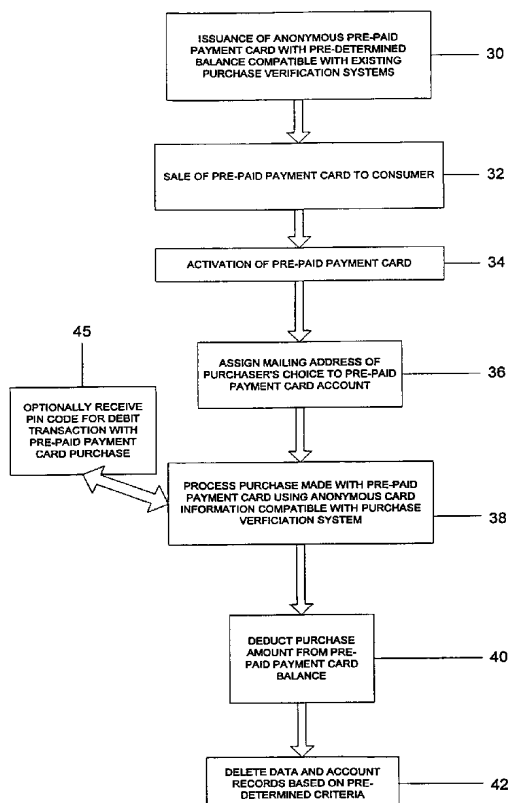 ISSUANCE OF ANONYMOUS PRE-PAID
PAYMENT CARD WITH PRE-DETERMINED
BALANCE COMPATIBLE WITH EXISTING
PURCHASE VERIFICATION SYSTEMS
30
SALE OF PRE-PAID PAYMENT CARD TO CONSUMER
32
ACTIVATION OF PRE-PAID PAYMENT CARD
34
ASSIGN MAILING ADDRESS OF
PURCHASER'S CHOICE TO PRE-PAID
PAYMENT CARD ACCOUNT
36
45
OPTIONALLY RECEIVE
PIN CODE FOR DEBIT
TRANSACTION WITH
PRE-PAID PAYMENT
CARD PURCHASE
PROCESS PURCHASE MADE WITH PRE-PAID
PAYMENT CARD USING ANONYMOUS CARD
INFORMATION COMPATIBLE WITH PURCHASE
VERFICIATION SYSTEM
38
DEDUCT PURCHASE
AMOUNT FROM PRE-
PAID PAYMENT CARD
BALANCE
40
DELETE DATA AND ACCOUNT
RECORDS BASED ON PRE-
DETERMINED CRITERIA
42